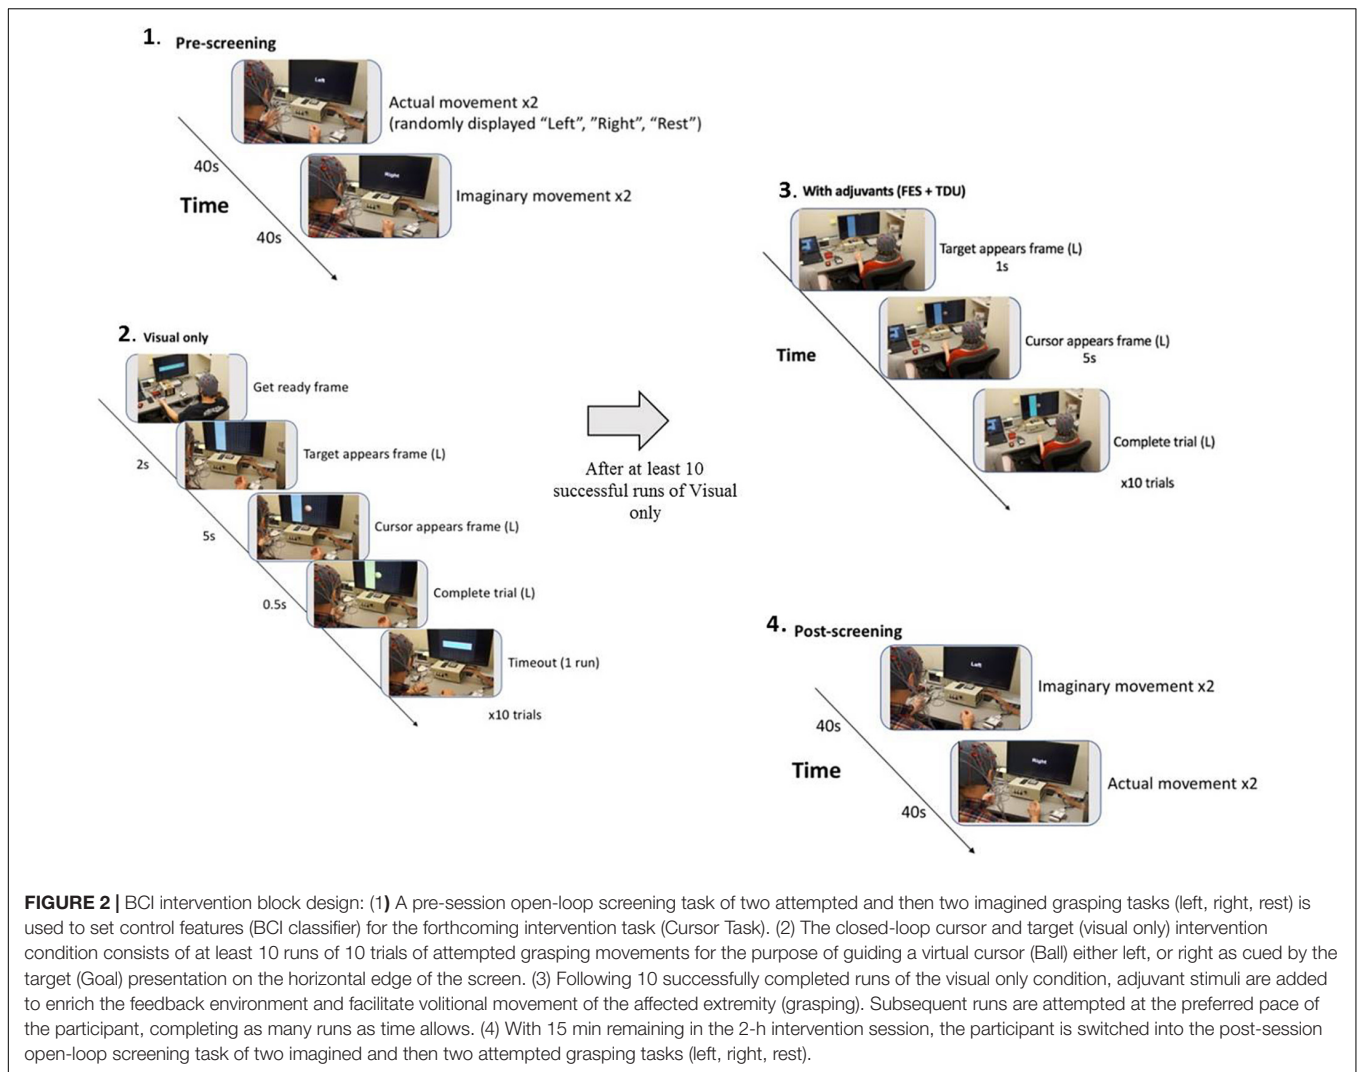 1. Pre-screening
Left
Actual movement x2
(randomly displayed “Left”, ”Right”, “Rest”)
40s
Right
Imaginary movement x2
Time
40s
2. Visual only
Get ready frame
Target appears frame (L)
2s
Cursor appears frame (L)
5s
Complete trial (L)
0.5s
Timeout (1 run)
x10 trials
After at least 10
successful runs of Visual
only
3. With adjuvants (FES + TDU)
Target appears frame (L)
1s
Cursor appears frame (L)
5s
Time
Complete trial (L)
x10 trials
4. Post-screening
Left
Imaginary movement x2
40s
Time
Right
Actual movement x2
40s
FIGURE 2 | BCI intervention block design: (1) A pre-session open-loop screening task of two attempted and then two imagined grasping tasks (left, right, rest) is
used to set control features (BCI classifier) for the forthcoming intervention task (Cursor Task). (2) The closed-loop cursor and target (visual only) intervention
condition consists of at least 10 runs of 10 trials of attempted grasping movements for the purpose of guiding a virtual cursor (Ball) either left, or right as cued by the
target (Goal) presentation on the horizontal edge of the screen. (3) Following 10 successfully completed runs of the visual only condition, adjuvant stimuli are added
to enrich the feedback environment and facilitate volitional movement of the affected extremity (grasping). Subsequent runs are attempted at the preferred pace of
the participant, completing as many runs as time allows. (4) With 15 min remaining in the 2-h intervention session, the participant is switched into the post-session
open-loop screening task of two imagined and then two attempted grasping tasks (left, right, rest).